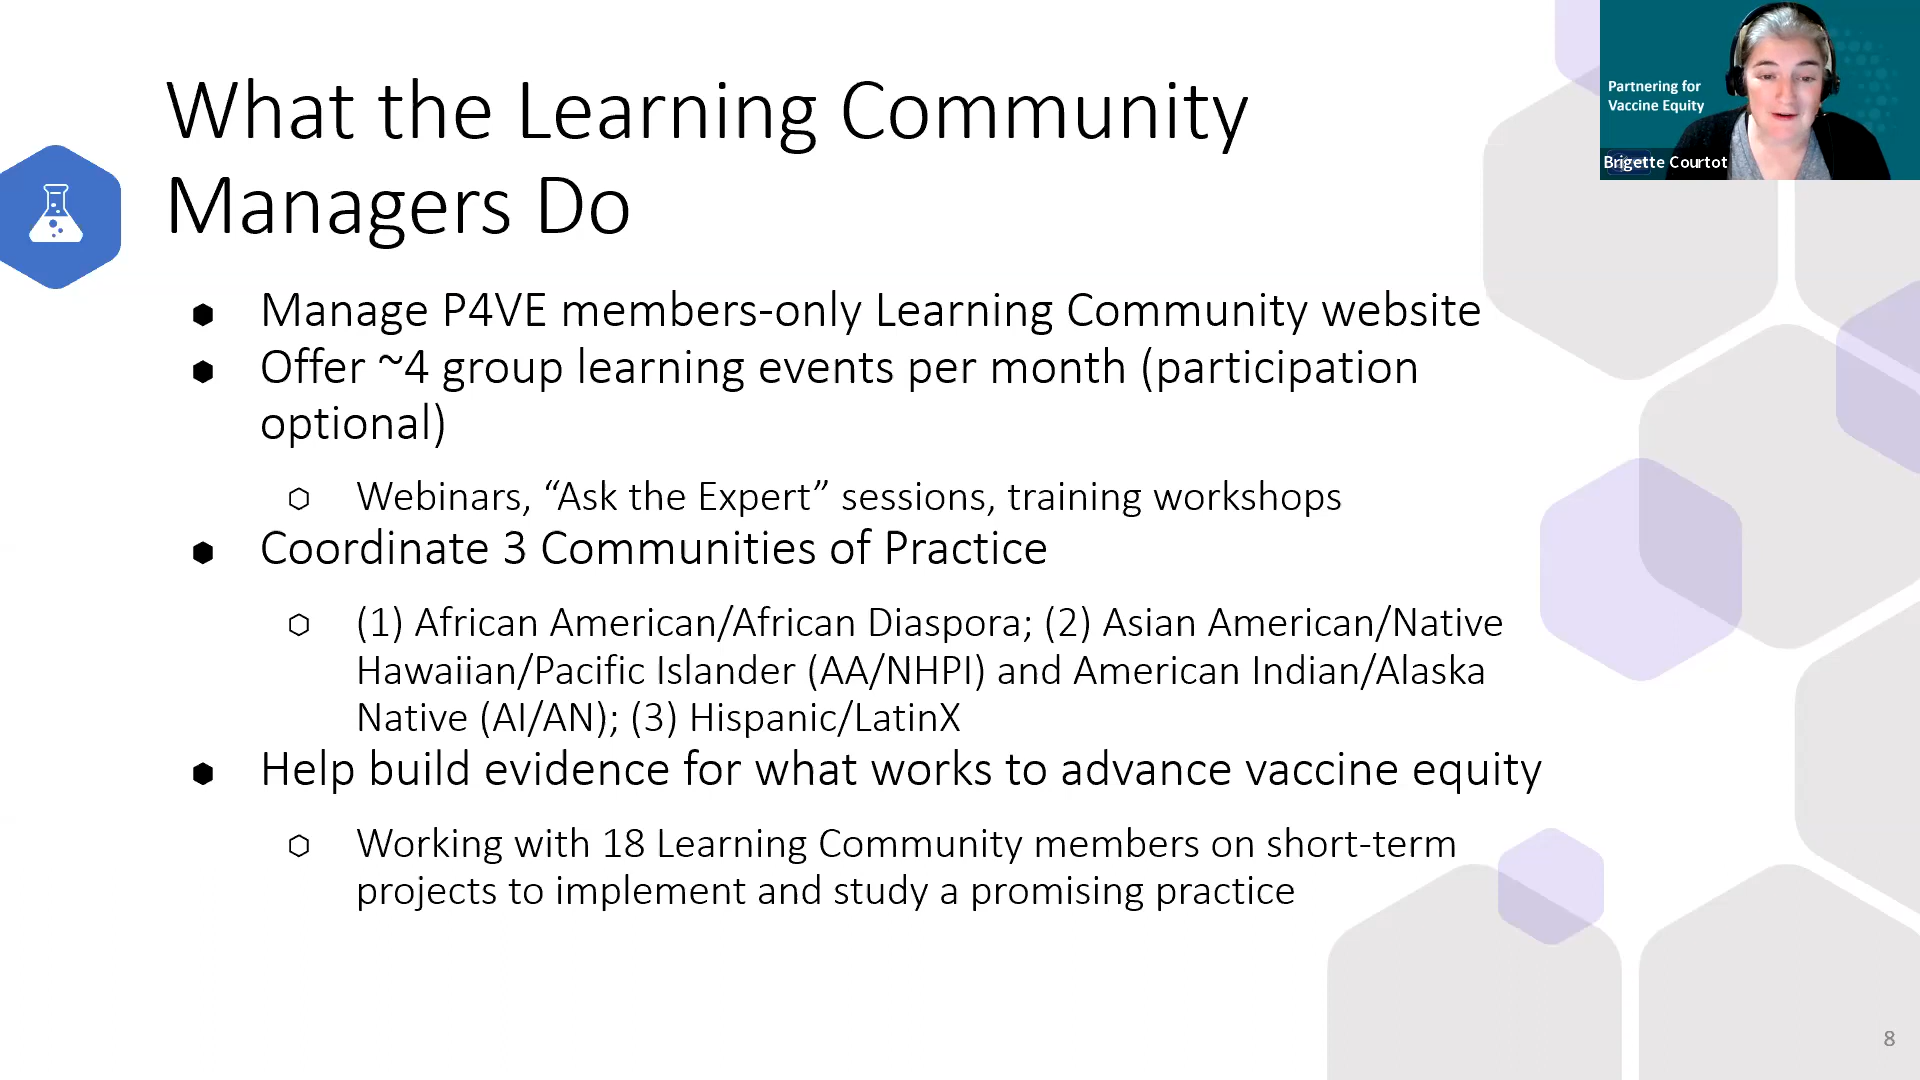 What the Learning Community
Managers Do
Manage P4VE members-only Learning Community website
Offer ~4 group learning events per month (participation
optional)
Webinars, “Ask the Expert” sessions, training workshops
Coordinate 3 Communities of Practice
(1) African American/African Diaspora; (2) Asian American/Native
Hawaiian/Pacific Islander (AA/NHPI) and American Indian/Alaska
Native (AI/AN); (3) Hispanic/LatinX
Help build evidence for what works to advance vaccine equity
Working with 18 Learning Community members on short-term
projects to implement and study a promising practice
Partnering for
Vaccine Equity
Brigette Courtot
8